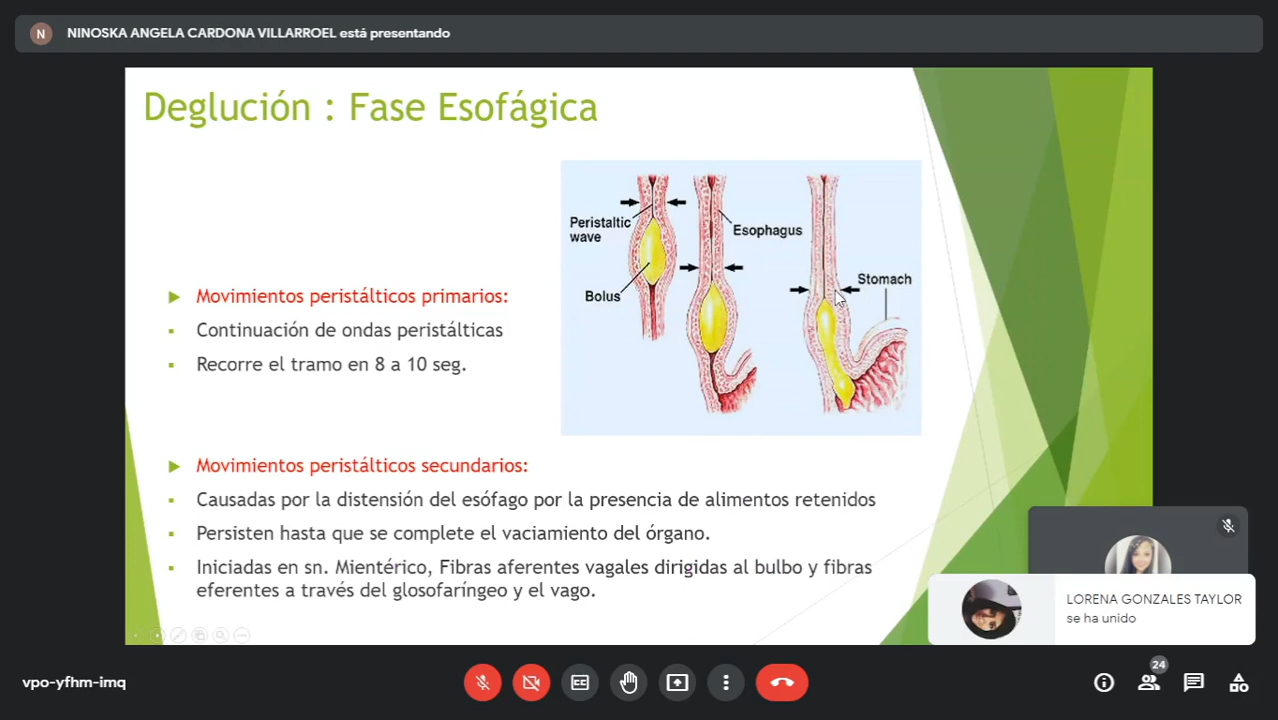 N
NINOSKA ANGELA CARDONA VILLARROEL está presentando
Deglución : Fase Esofágica
Peristaltic
wave
Esophagus
Bolus
Stomach
Movimientos peristálticos primarios:
Continuación de ondas peristálticas
Recorre el tramo en 8 a 10 seg.
Movimientos peristálticos secundarios:
Causadas por la distensión del esófago por la presencia de alimentos retenidos
Persisten hasta que se complete el vaciamiento del órgano.
Iniciadas en sn. Mientérico, Fibras aferentes vagales dirigidas al bulbo y fibras
eferentes a través del glosofaríngeo y el vago.
LORENA GONZALES TAYLOR
se ha unido
vpo-yfhm-imq
CC
24